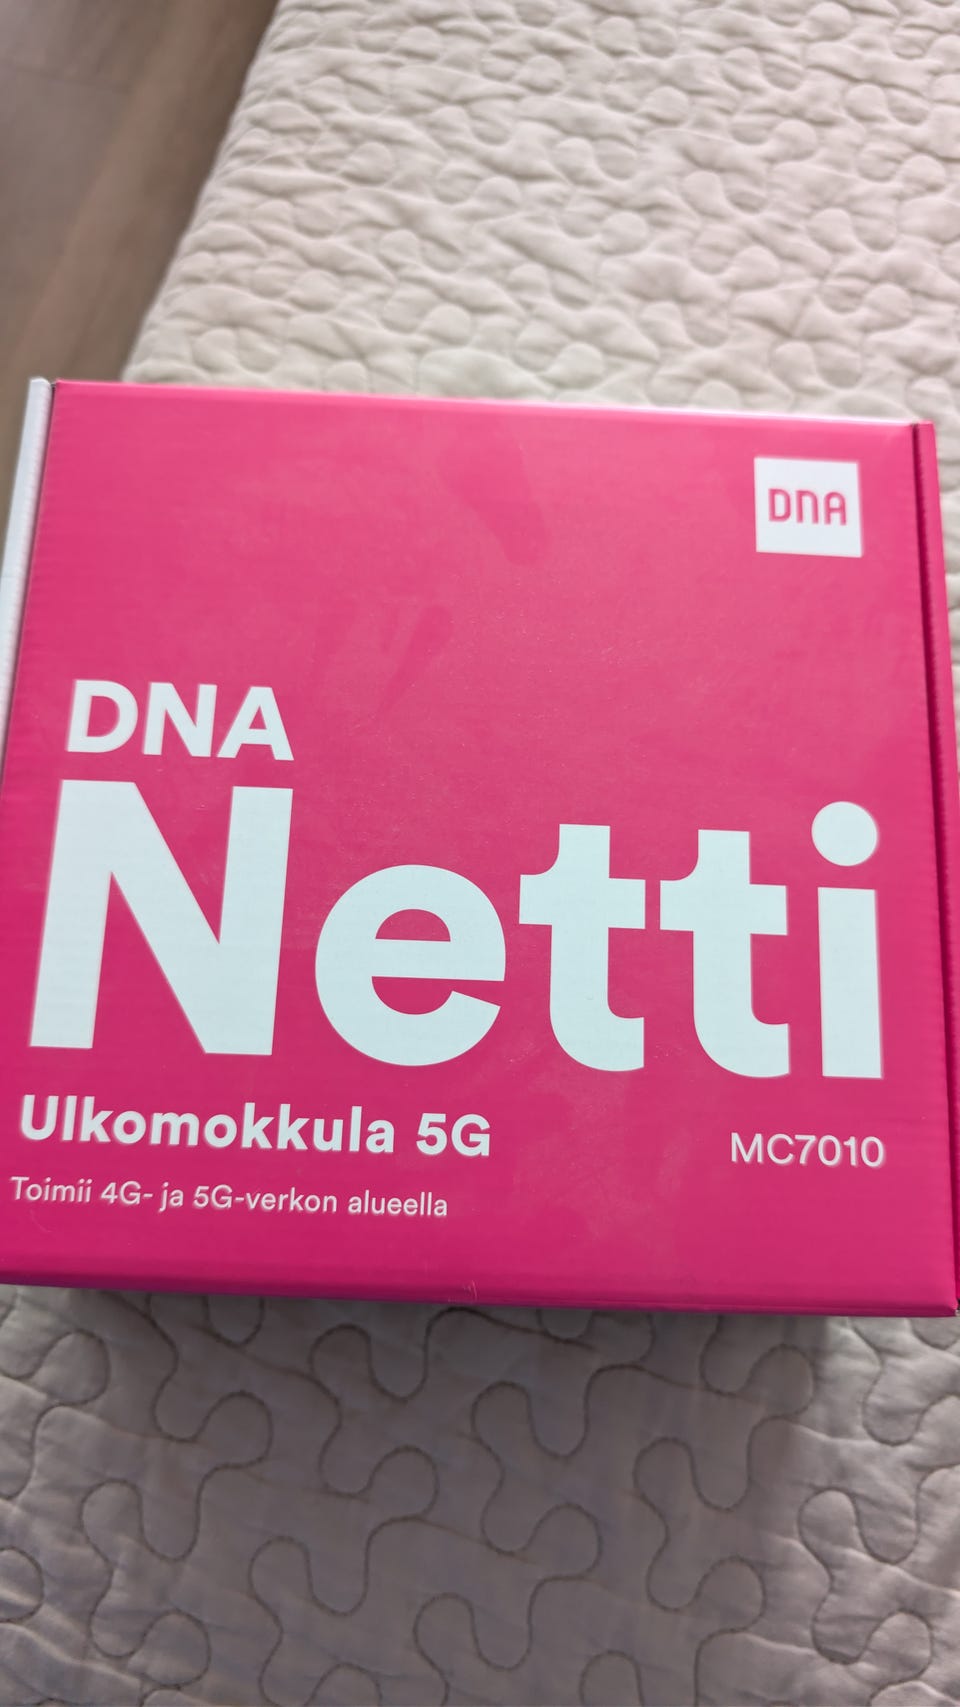 DNA
DNA
Netti
Ulkomokkula 5G
MC7010
Toimii 4G- ja 5G-verkon alueella